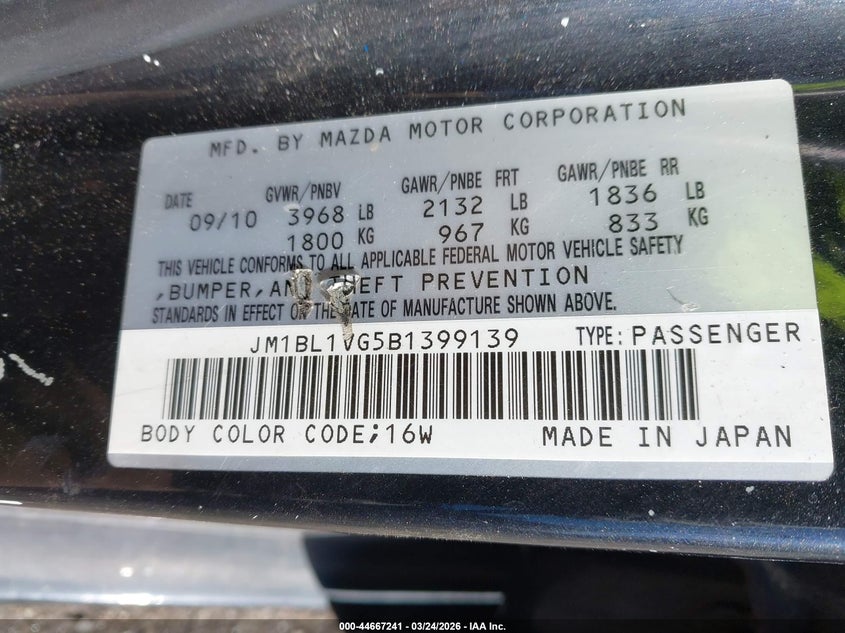 MFD. BY MAZDA MOTOR CORPORATION
DATE GVWR/PNBV GAWR/PNBE FRT GAWR/PNBE RR
09/10 3968 LB 2132 LB 1836 LB
1800 KG 967 KG 833 KG
THIS VEHICLE CONFORMS TO ALL APPLICABLE FEDERAL MOTOR VEHICLE SAFETY
,BUMPER,AND THEFT PREVENTION
STANDARDS IN EFFECT ON THE DATE OF MANUFACTURE SHOWN ABOVE.
JM1BL1VG5B1399139 TYPE: PASSENGER
BODY COLOR CODE;16W MADE IN JAPAN
000-44667241 - 03/24/2026 - IAA Inc.